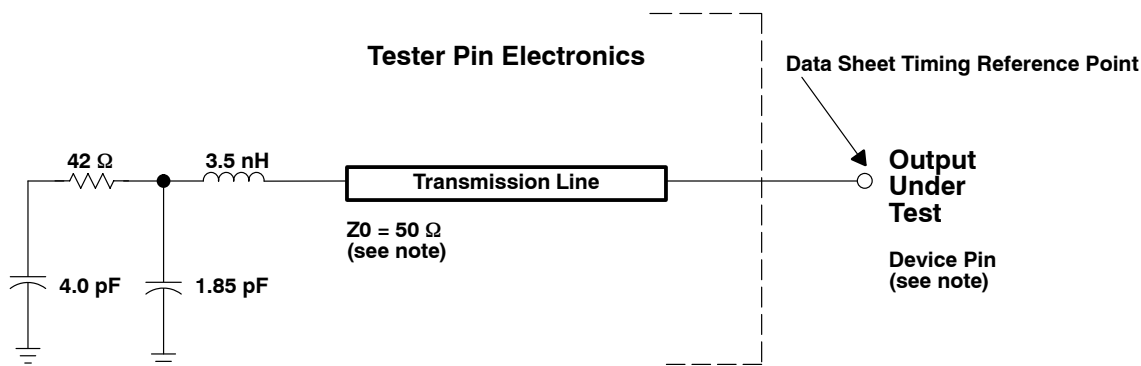 Tester Pin Electronics
Data Sheet Timing Reference Point
42 Ω
3.5 nH
Transmission Line
Output
Under
Test
Z0 = 50 Ω
(see note)
Device Pin
(see note)
4.0 pF
1.85 pF